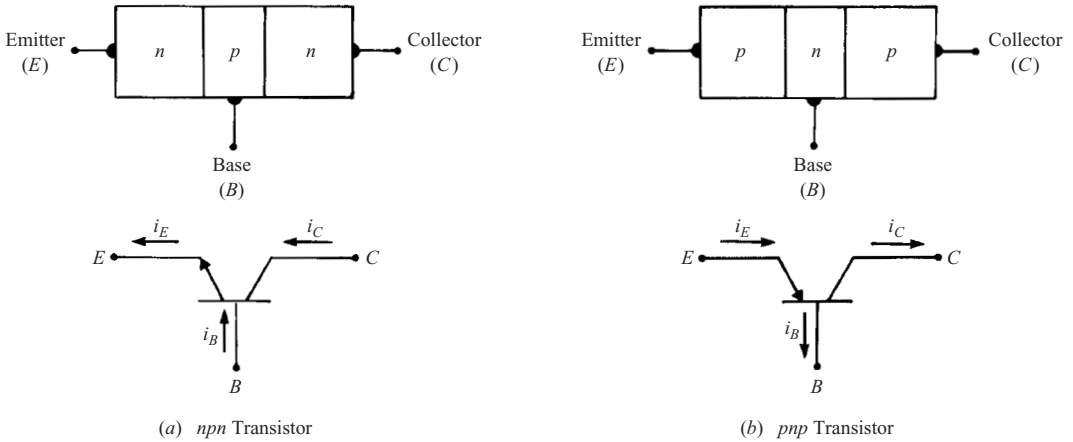 Emitter
(E)
n
p
n
Collector
(C)
Base
(B)
i_E
i_C
E
C
i_B
B
(a) npn Transistor
Emitter
(E)
p
n
p
Collector
(C)
Base
(B)
i_E
i_C
E
C
i_B
B
(b) pnp Transistor